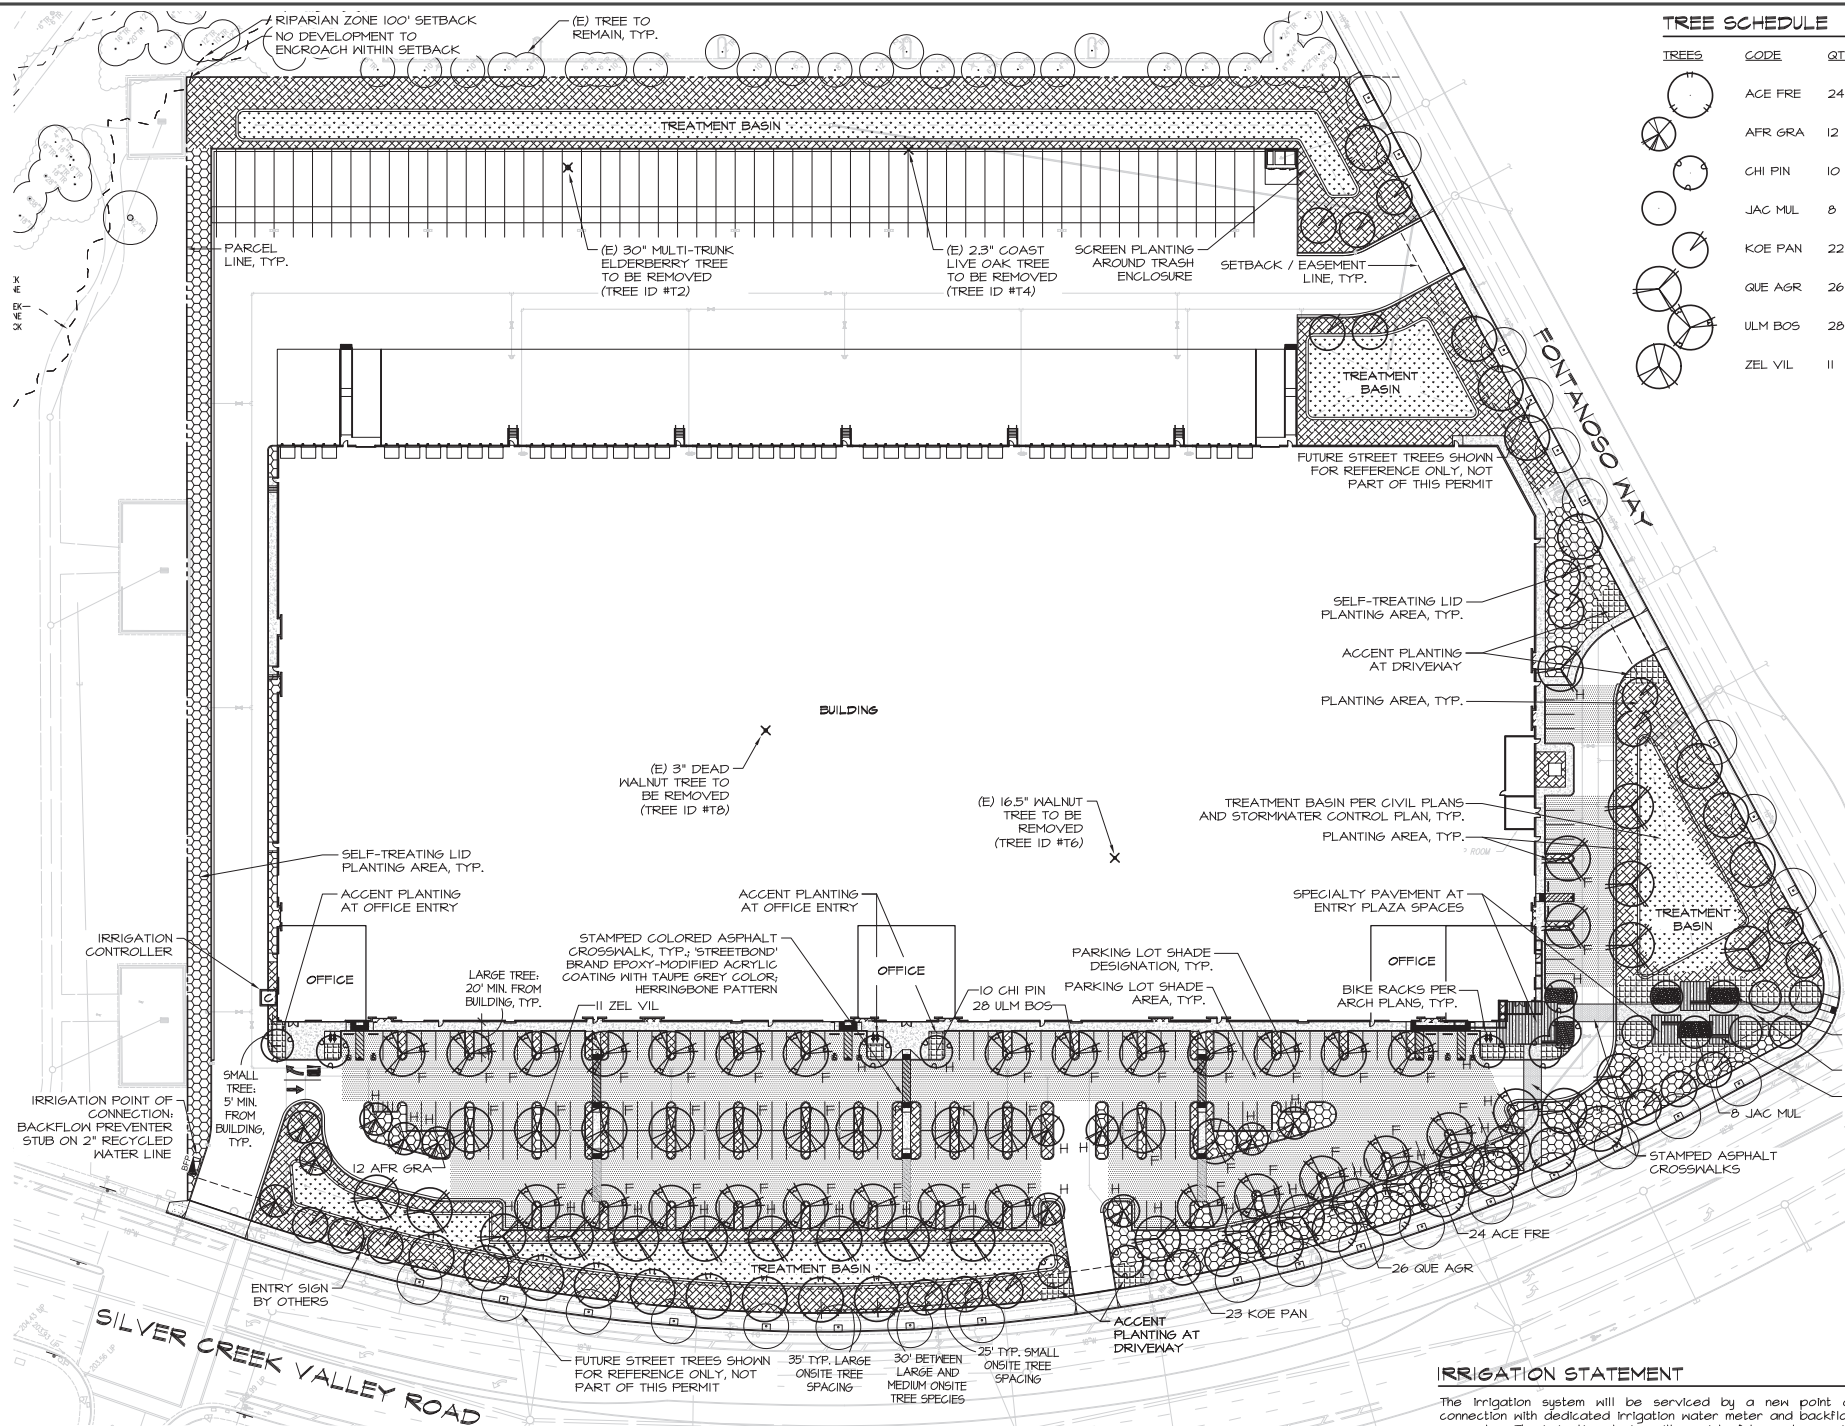 RIPARIAN ZONE 100' SETBACK
NO DEVELOPMENT TO
ENCROACH WITHIN SETBACK
(E) TREE TO
REMAIN, TYP.
TREE SCHEDULE
TREES CODE QT
ACE FRE 24
AFR GRA 12
CHI PIN 10
JAC MUL 8
KOE PAN 22
QUE AGR 26
ULM BOS 28
ZEL VIL 11
TREATMENT BASIN
PARCEL
LINE, TYP.
(E) 30" MULTI-TRUNK
ELDERBERRY TREE
TO BE REMOVED
(TREE ID #T2)
(E) 2.3" COAST
LIVE OAK TREE
TO BE REMOVED
(TREE ID #T4)
SCREEN PLANTING
AROUND TRASH
ENCLOSURE
SETBACK / EASEMENT
LINE, TYP.
TREATMENT
BASIN
FONTANOSO WAY
FUTURE STREET TREES SHOWN
FOR REFERENCE ONLY, NOT
PART OF THIS PERMIT
SELF-TREATING LID
PLANTING AREA, TYP.
ACCENT PLANTING
AT DRIVEWAY
PLANTING AREA, TYP.
BUILDING
(E) 3" DEAD
WALNUT TREE TO
BE REMOVED
(TREE ID #T8)
(E) 16.5" WALNUT
TREE TO BE
REMOVED
(TREE ID #T6)
TREATMENT BASIN PER CIVIL PLANS
AND STORMWATER CONTROL PLAN, TYP.
PLANTING AREA, TYP.
ROOM
SELF-TREATING LID
PLANTING AREA, TYP.
ACCENT PLANTING
AT OFFICE ENTRY
ACCENT PLANTING
AT OFFICE ENTRY
SPECIALTY PAVEMENT AT
ENTRY PLAZA SPACES
TREATMENT
BASIN
IRRIGATION
CONTROLLER
OFFICE
LARGE TREE:
20' MIN. FROM
BUILDING, TYP.
STAMPED COLORED ASPHALT
CROSSWALK, TYP.; 'STREETBOND'
BRAND EPOXY-MODIFIED ACRYLIC
COATING WITH TAUPE GREY COLOR;
HERRINGBONE PATTERN
11 ZEL VIL
OFFICE
10 CHI PIN
28 ULM BOS
PARKING LOT SHADE
DESIGNATION, TYP.
PARKING LOT SHADE
AREA, TYP.
OFFICE
BIKE RACKS PER
ARCH PLANS, TYP.
SMALL
TREE:
5' MIN.
FROM
BUILDING,
TYP.
IRRIGATION POINT OF
CONNECTION:
BACKFLOW PREVENTER
STUB ON 2" RECYCLED
WATER LINE
12 AFR GRA
8 JAC MUL
STAMPED ASPHALT
CROSSWALKS
24 ACE FRE
26 QUE AGR
23 KOE PAN
TREATMENT BASIN
ENTRY SIGN
BY OTHERS
SILVER CREEK VALLEY ROAD
FUTURE STREET TREES SHOWN
FOR REFERENCE ONLY, NOT
PART OF THIS PERMIT
35' TYP. LARGE
ONSITE TREE
SPACING
30' BETWEEN
LARGE AND
MEDIUM ONSITE
TREE SPECIES
25' TYP. SMALL
ONSITE TREE
SPACING
ACCENT
PLANTING AT
DRIVEWAY
IRRIGATION STATEMENT
The irrigation system will be serviced by a new point
connection with dedicated irrigation water meter and backflo